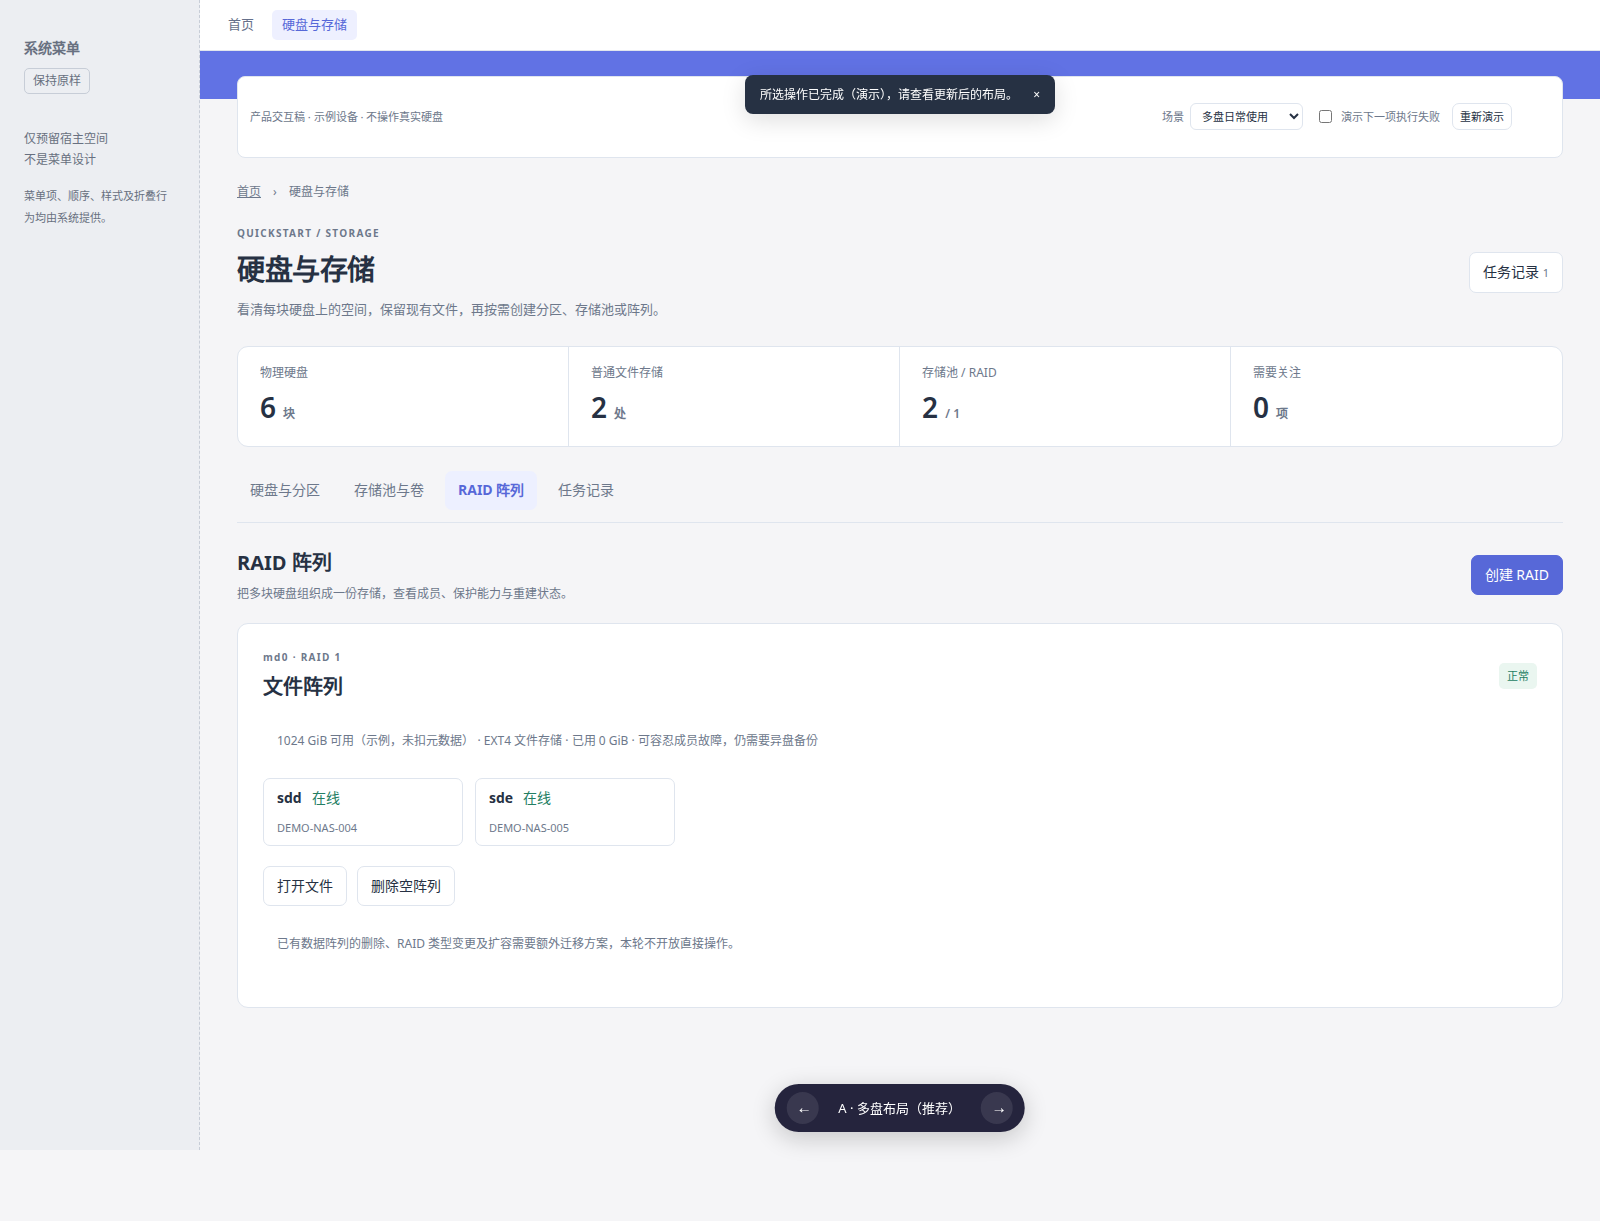 系统菜单
保持原样
仅预留宿主空间
不是菜单设计
菜单项、顺序、样式及折叠行
为均由系统提供。
首页 硬盘与存储
所选操作已完成（演示），请查看更新后的布局。 ×
产品交互稿 · 示例设备 · 不操作真实硬盘
场景 多盘日常使用 演示下一项执行失败 重新演示
首页 › 硬盘与存储
QUICKSTART / STORAGE
硬盘与存储
任务记录 1
看清每块硬盘上的空间，保留现有文件，再按需创建分区、存储池或阵列。
物理硬盘 普通文件存储 存储池 / RAID 需要关注
6 块 2 处 2 / 1 0 项
硬盘与分区 存储池与卷 RAID 阵列 任务记录
RAID 阵列
创建 RAID
把多块硬盘组织成一份存储，查看成员、保护能力与重建状态。
md0 · RAID 1
文件阵列
正常
1024 GiB 可用（示例，未扣元数据） · EXT4 文件存储 · 已用 0 GiB · 可容忍成员故障，仍需要异盘备份
sdd 在线 sde 在线
DEMO-NAS-004 DEMO-NAS-005
打开文件 删除空阵列
已有数据阵列的删除、RAID 类型变更及扩容需要额外迁移方案，本轮不开放直接操作。
← A · 多盘布局（推荐） →